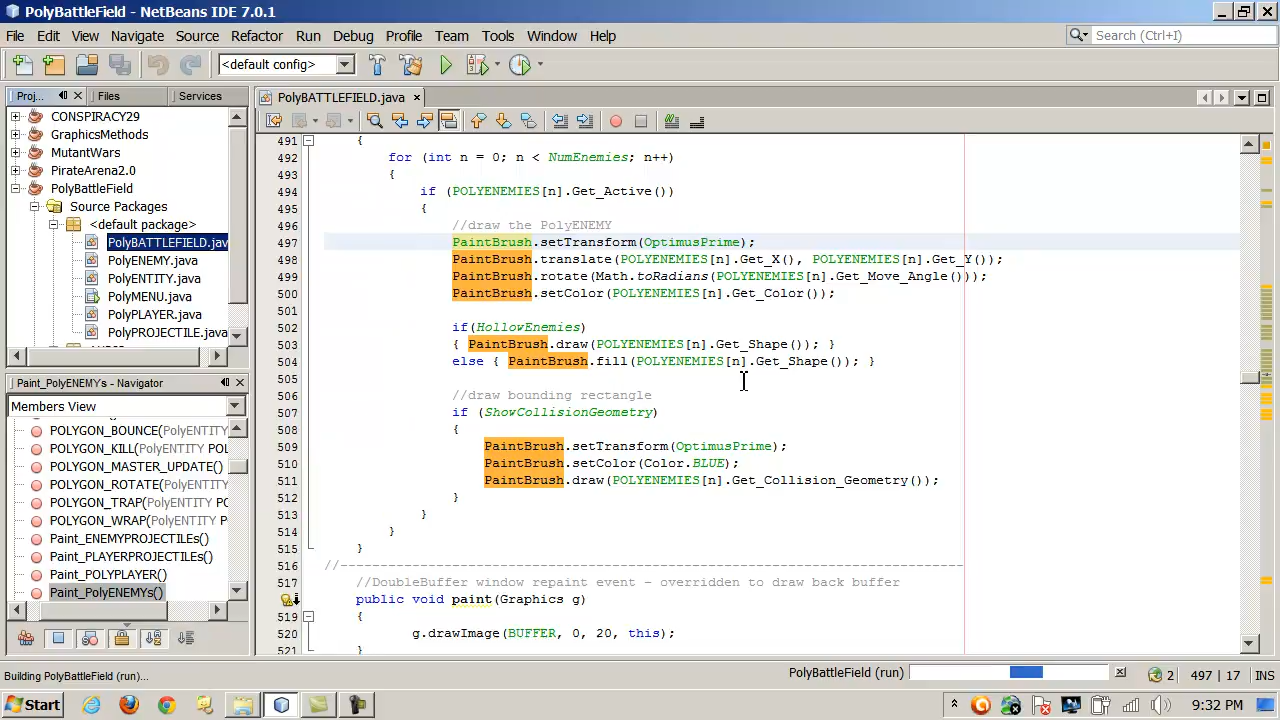 PolyBattleField - NetBeans IDE 7.0.1
File Edit View Navigate Source Refactor Run Debug Profile Team Tools Window Help
Search (Ctrl+I)
<default config>
Proj... Files Services
CONSPIRACY29
GraphicsMethods
MutantWars
PirateArena2.0
PolyBattleField
Source Packages
<default package>
PolyBATTLEFIELD.jav
PolyENEMY.java
PolyENTITY.java
PolyMENU.java
PolyPLAYER.java
PolyPROJECTILE.java
Paint_PolyENEMYs - Navigator
Members View
POLYGON_BOUNCE(PolyENTITY
POLYGON_KILL(PolyENTITY POL
POLYGON_MASTER_UPDATE()
POLYGON_ROTATE(PolyENTITY
POLYGON_TRAP(PolyENTITY PO
POLYGON_WRAP(PolyENTITY P
Paint_ENEMYPROJECTILEs()
Paint_PLAYERPROJECTILEs()
Paint_POLYPLAYER()
Paint_PolyENEMYs()
PolyBATTLEFIELD.java
491 {
492 for (int n = 0; n < NumEnemies; n++)
493 {
494 if (POLYENEMIES[n].Get_Active())
495 {
496 //draw the PolyENEMY
497 PaintBrush.setTransform(OptimusPrime);
498 PaintBrush.translate(POLYENEMIES[n].Get_X(), POLYENEMIES[n].Get_Y());
499 PaintBrush.rotate(Math.toRadians(POLYENEMIES[n].Get_Move_Angle()));
500 PaintBrush.setColor(POLYENEMIES[n].Get_Color());
501
502 if(HollowEnemies)
503 { PaintBrush.draw(POLYENEMIES[n].Get_Shape()); }
504 else { PaintBrush.fill(POLYENEMIES[n].Get_Shape()); }
505
506 //draw bounding rectangle
507 if (ShowCollisionGeometry)
508 {
509 PaintBrush.setTransform(OptimusPrime);
510 PaintBrush.setColor(Color.BLUE);
511 PaintBrush.draw(POLYENEMIES[n].Get_Collision_Geometry());
512 }
513 }
514 }
515 }
516 //------------------------------------------------------------------------------
517 //DoubleBuffer window repaint event - overridden to draw back buffer
public void paint(Graphics g)
519 {
520 g.drawImage(BUFFER, 0, 20, this);
521 }
Building PolyBattleField (run)...
PolyBattleField (run)
2 497 | 17 INS
Start
9:32 PM